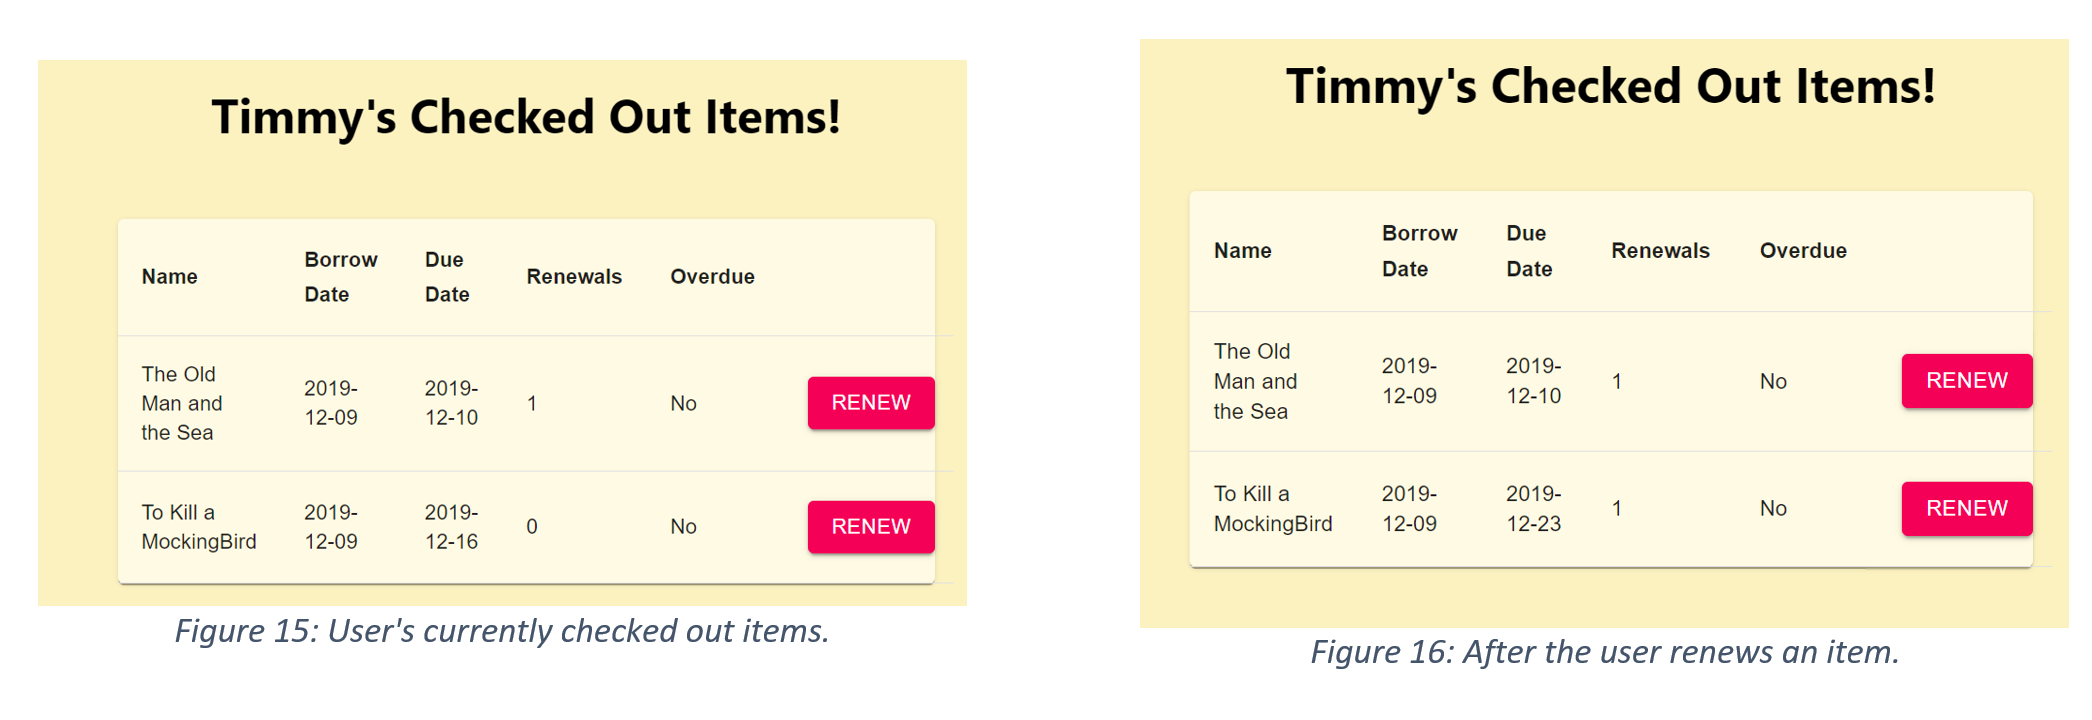 Timmy's Checked Out Items!
Name
Borrow
Date
Due
Date
Renewals
Overdue
The Old
Man and
the Sea
2019-
12-09
2019-
12-10
1
No
RENEW
To Kill a
MockingBird
2019-
12-09
2019-
12-16
0
No
RENEW
Figure 15: User's currently checked out items.
Timmy's Checked Out Items!
Name
Borrow
Date
Due
Date
Renewals
Overdue
The Old
Man and
the Sea
2019-
12-09
2019-
12-10
1
No
RENEW
To Kill a
MockingBird
2019-
12-09
2019-
12-23
1
No
RENEW
Figure 16: After the user renews an item.